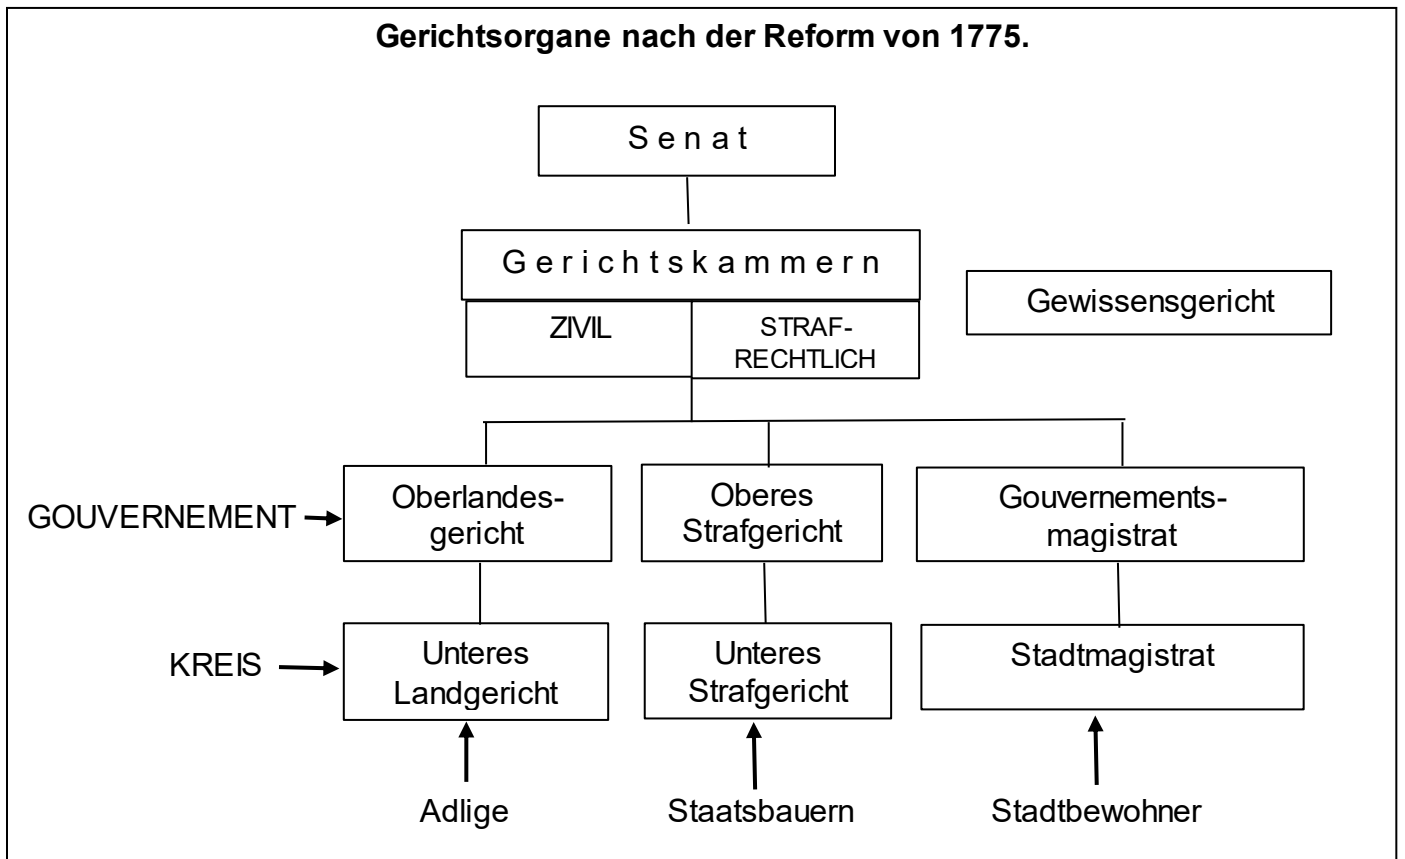 Gerichtsorgane nach der Reform von 1775.
S e n a t
G e r i c h t s k a m m e r n
Gewissensgericht
ZIVIL
STRAF-
RECHTLICH
GOUVERNEMENT
Oberlandes-
gericht
Oberes
Strafgericht
Gouvernements-
magistrat
KREIS
Unteres
Landgericht
Unteres
Strafgericht
Stadtmagistrat
Adlige
Staatsbauern
Stadtbewohner